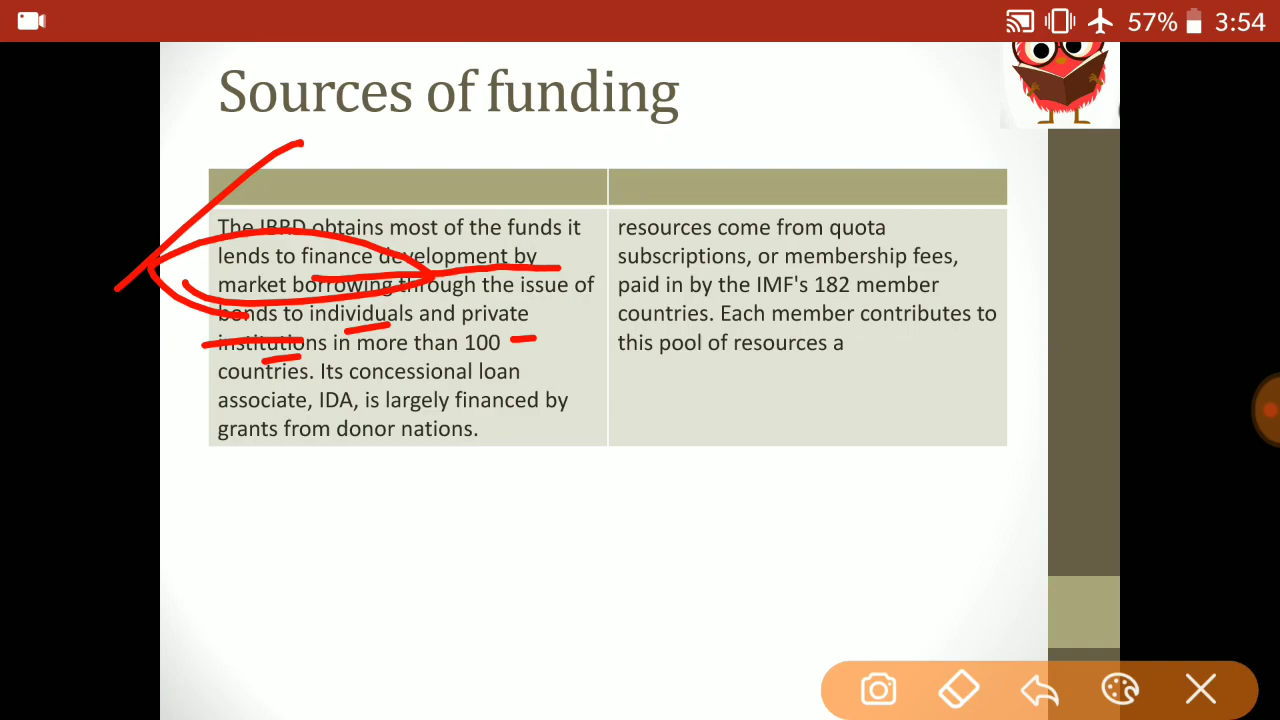 57% 3:54
Sources of funding
The IBRD obtains most of the funds it
lends to finance development by
market borrowing through the issue of
bonds to individuals and private
institutions in more than 100
countries. Its concessional loan
associate, IDA, is largely financed by
grants from donor nations.
resources come from quota
subscriptions, or membership fees,
paid in by the IMF's 182 member
countries. Each member contributes to
this pool of resources a